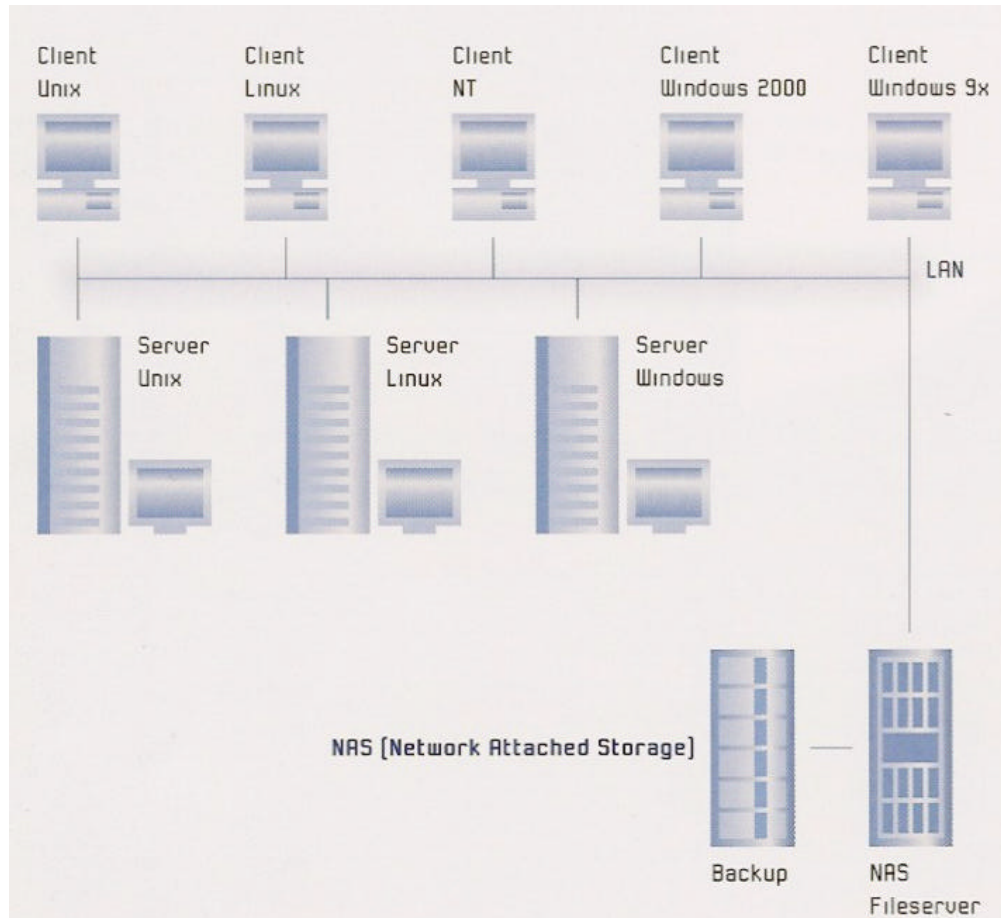 Client
Unix
Client
Linux
Client
NT
Client
Windows 2000
Client
Windows 9x
LAN
Server
Unix
Server
Linux
Server
Windows
NAS (Network Attached Storage)
Backup
NAS
Fileserver